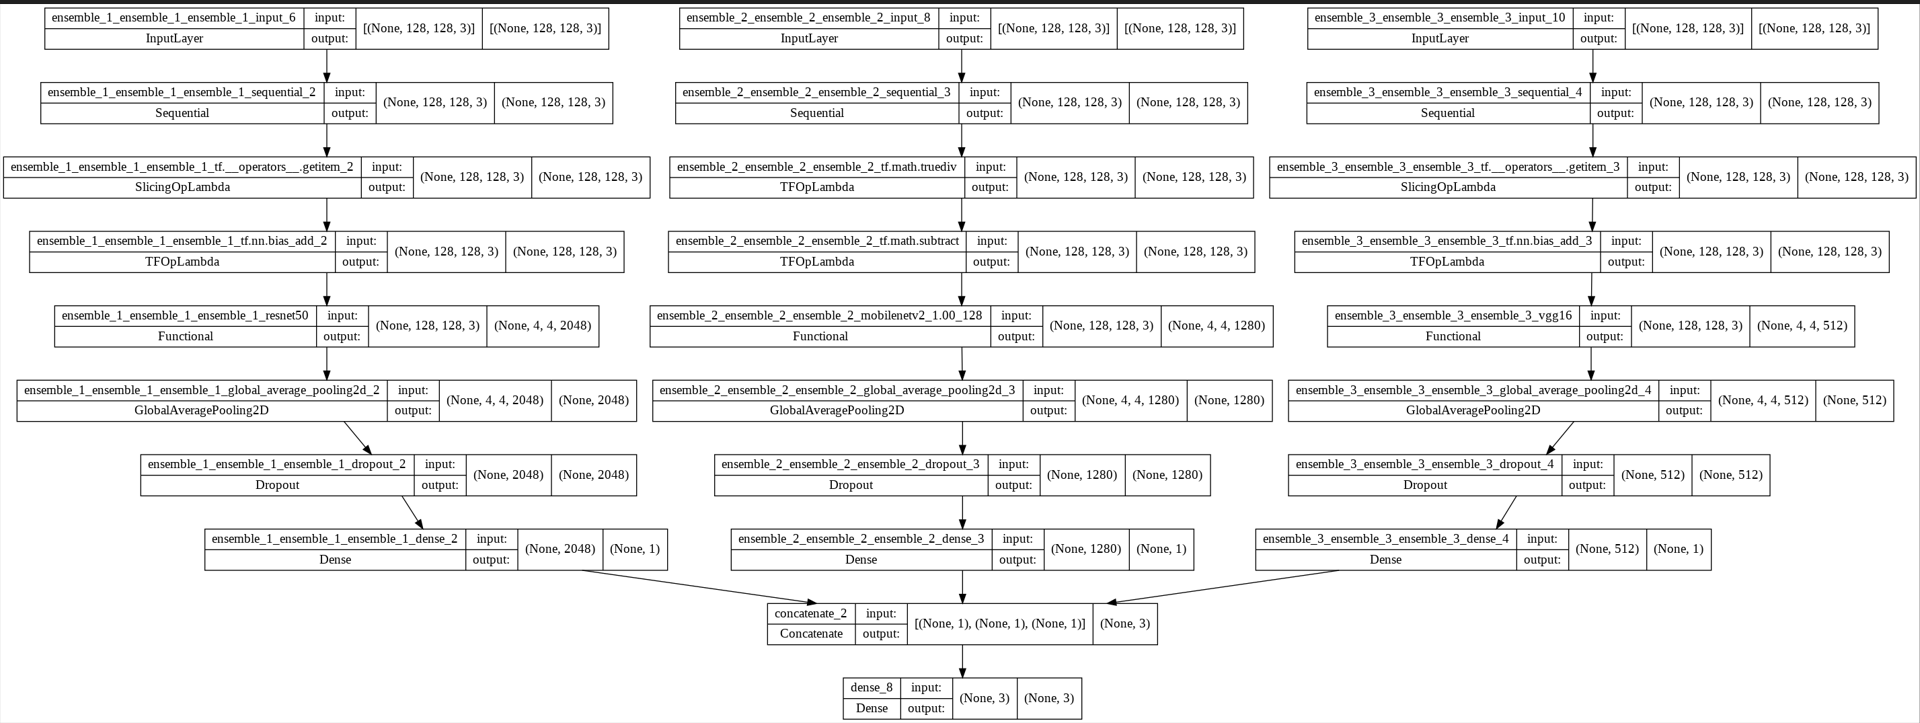 ensemble_1_ensemble_1_ensemble_1_input_6 input: [(None, 128, 128, 3)] [(None, 128, 128, 3)]
InputLayer output:
ensemble_2_ensemble_2_ensemble_2_input_8 input: [(None, 128, 128, 3)] [(None, 128, 128, 3)]
InputLayer output:
ensemble_3_ensemble_3_ensemble_3_input_10 input: [(None, 128, 128, 3)] [(None, 128, 128, 3)]
InputLayer output:
ensemble_1_ensemble_1_ensemble_1_sequential_2 input: (None, 128, 128, 3) (None, 128, 128, 3)
Sequential output:
ensemble_2_ensemble_2_ensemble_2_sequential_3 input: (None, 128, 128, 3) (None, 128, 128, 3)
Sequential output:
ensemble_3_ensemble_3_ensemble_3_sequential_4 input: (None, 128, 128, 3) (None, 128, 128, 3)
Sequential output:
ensemble_1_ensemble_1_ensemble_1_tf.__operators__.getitem_2 input: (None, 128, 128, 3) (None, 128, 128, 3)
SlicingOpLambda output:
ensemble_2_ensemble_2_ensemble_2_tf.math.truediv input: (None, 128, 128, 3) (None, 128, 128, 3)
TFOpLambda output:
ensemble_3_ensemble_3_ensemble_3_tf.__operators__.getitem_3 input: (None, 128, 128, 3) (None, 128, 128, 3)
SlicingOpLambda output:
ensemble_1_ensemble_1_ensemble_1_tf.nn.bias_add_2 input: (None, 128, 128, 3) (None, 128, 128, 3)
TFOpLambda output:
ensemble_2_ensemble_2_ensemble_2_tf.math.subtract input: (None, 128, 128, 3) (None, 128, 128, 3)
TFOpLambda output:
ensemble_3_ensemble_3_ensemble_3_tf.nn.bias_add_3 input: (None, 128, 128, 3) (None, 128, 128, 3)
TFOpLambda output:
ensemble_1_ensemble_1_ensemble_1_resnet50 input: (None, 128, 128, 3) (None, 4, 4, 2048)
Functional output:
ensemble_2_ensemble_2_ensemble_2_mobilenetv2_1.00_128 input: (None, 128, 128, 3) (None, 4, 4, 1280)
Functional output:
ensemble_3_ensemble_3_ensemble_3_vgg16 input: (None, 128, 128, 3) (None, 4, 4, 512)
Functional output:
ensemble_1_ensemble_1_ensemble_1_global_average_pooling2d_2 input: (None, 4, 4, 2048) (None, 2048)
GlobalAveragePooling2D output:
ensemble_2_ensemble_2_ensemble_2_global_average_pooling2d_3 input: (None, 4, 4, 1280) (None, 1280)
GlobalAveragePooling2D output:
ensemble_3_ensemble_3_ensemble_3_global_average_pooling2d_4 input: (None, 4, 4, 512) (None, 512)
GlobalAveragePooling2D output:
ensemble_1_ensemble_1_ensemble_1_dropout_2 input: (None, 2048) (None, 2048)
Dropout output:
ensemble_2_ensemble_2_ensemble_2_dropout_3 input: (None, 1280) (None, 1280)
Dropout output:
ensemble_3_ensemble_3_ensemble_3_dropout_4 input: (None, 512) (None, 512)
Dropout output:
ensemble_1_ensemble_1_ensemble_1_dense_2 input: (None, 2048) (None, 1)
Dense output:
ensemble_2_ensemble_2_ensemble_2_dense_3 input: (None, 1280) (None, 1)
Dense output:
ensemble_3_ensemble_3_ensemble_3_dense_4 input: (None, 512) (None, 1)
Dense output:
concatenate_2 input: [(None, 1), (None, 1), (None, 1)] (None, 3)
Concatenate output:
dense_8 input: (None, 3) (None, 3)
Dense output: